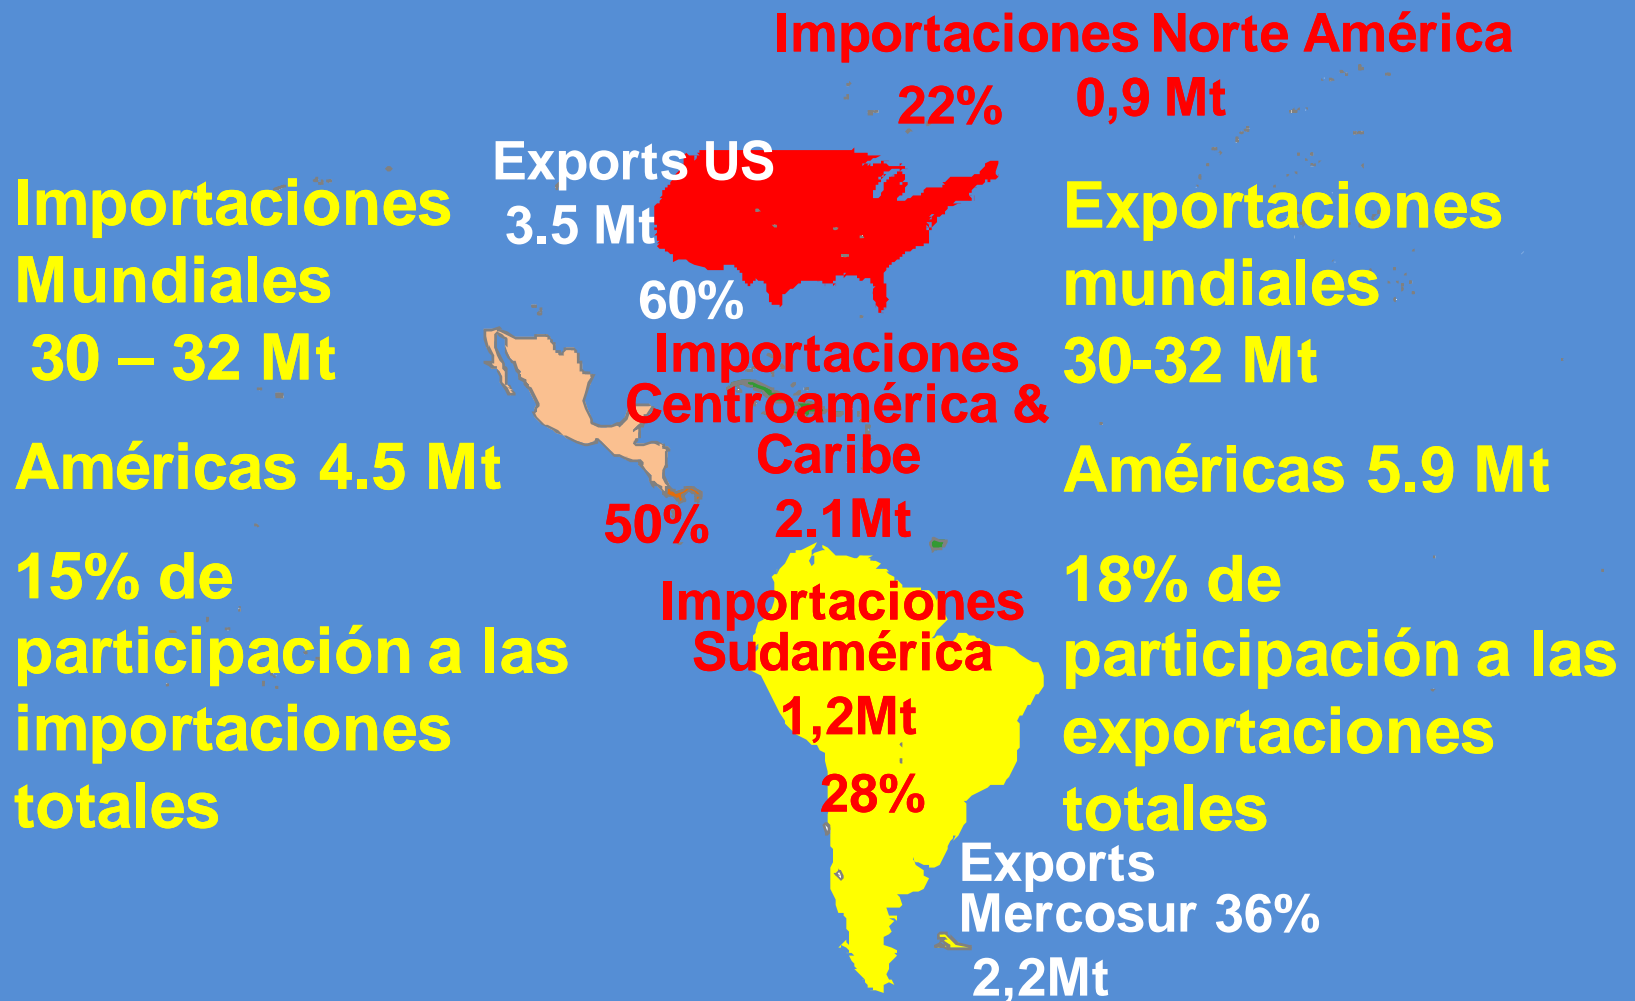 Importaciones Norte América
22% 0,9 Mt
Exports US
3.5 Mt
60%
Importaciones
Mundiales
30 – 32 Mt
Américas 4.5 Mt
15% de
participación a las
importaciones
totales
Importaciones
Centroamérica &
Caribe
50% 2.1Mt
Importaciones
Sudamérica
1,2Mt
28%
Exportaciones
mundiales
30-32 Mt
Américas 5.9 Mt
18% de
participación a las
exportaciones
totales
Exports
Mercosur 36%
2,2Mt